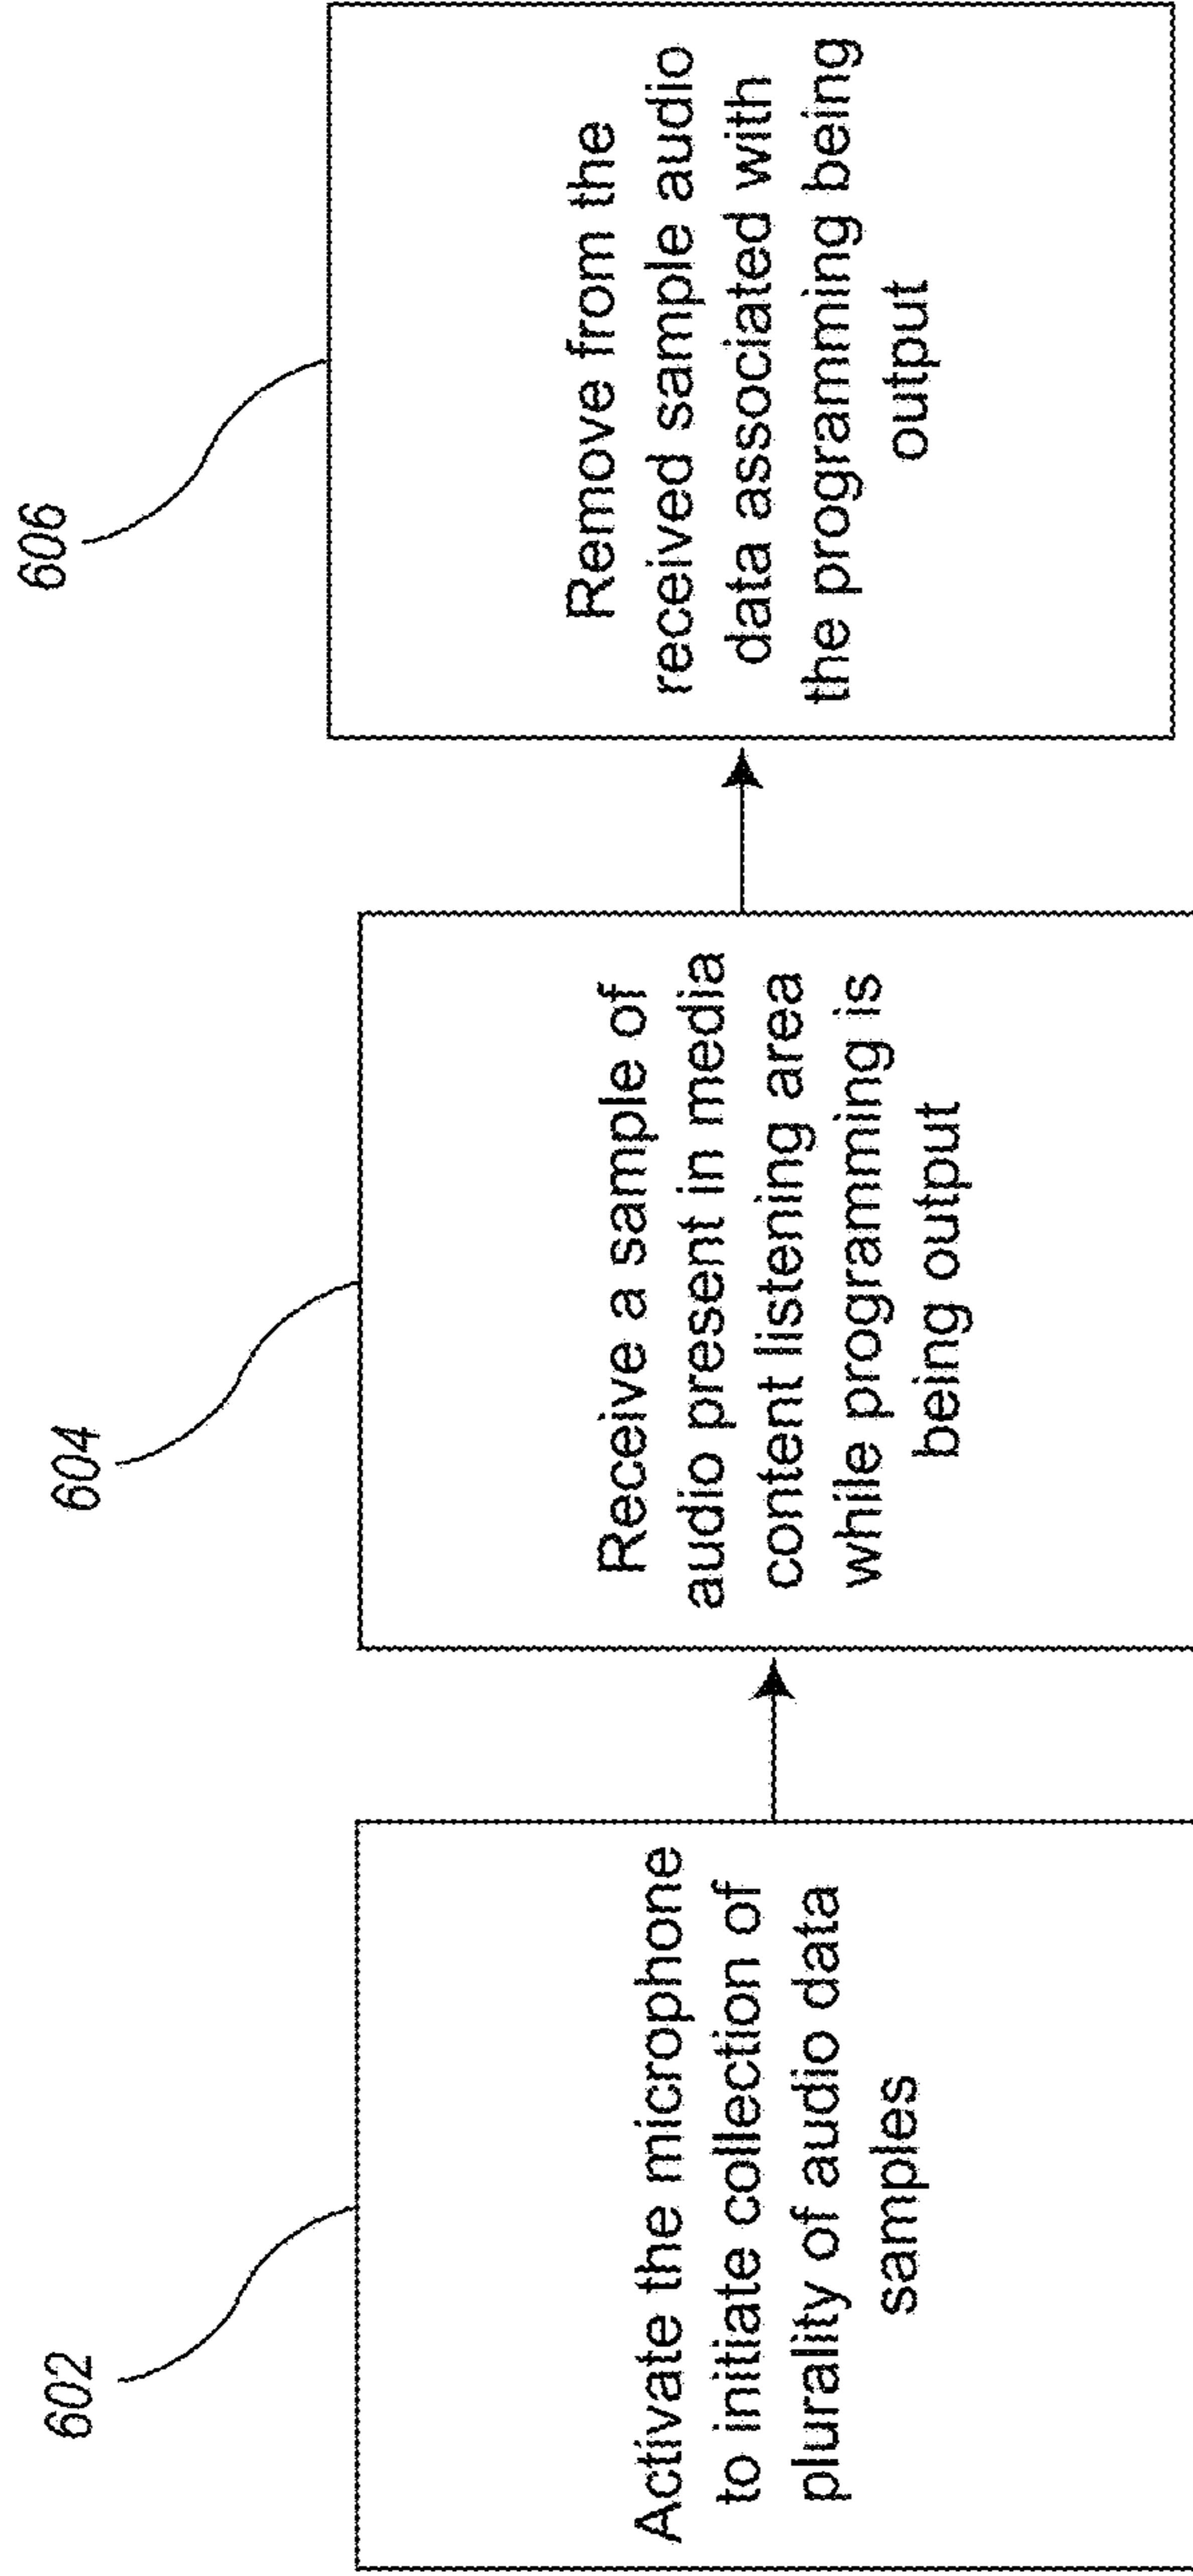 602
Activate the microphone
to initiate collection of
plurality of audio data
samples
604
Receive a sample of
audio present in media
content listening area
while programming is
being output
606
Remove from the
received sample audio
data associated with
the programming being
output